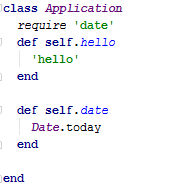 class Application
  require 'date'
  def self.hello
    'hello'
  end

  def self.date
    Date.today
  end

end